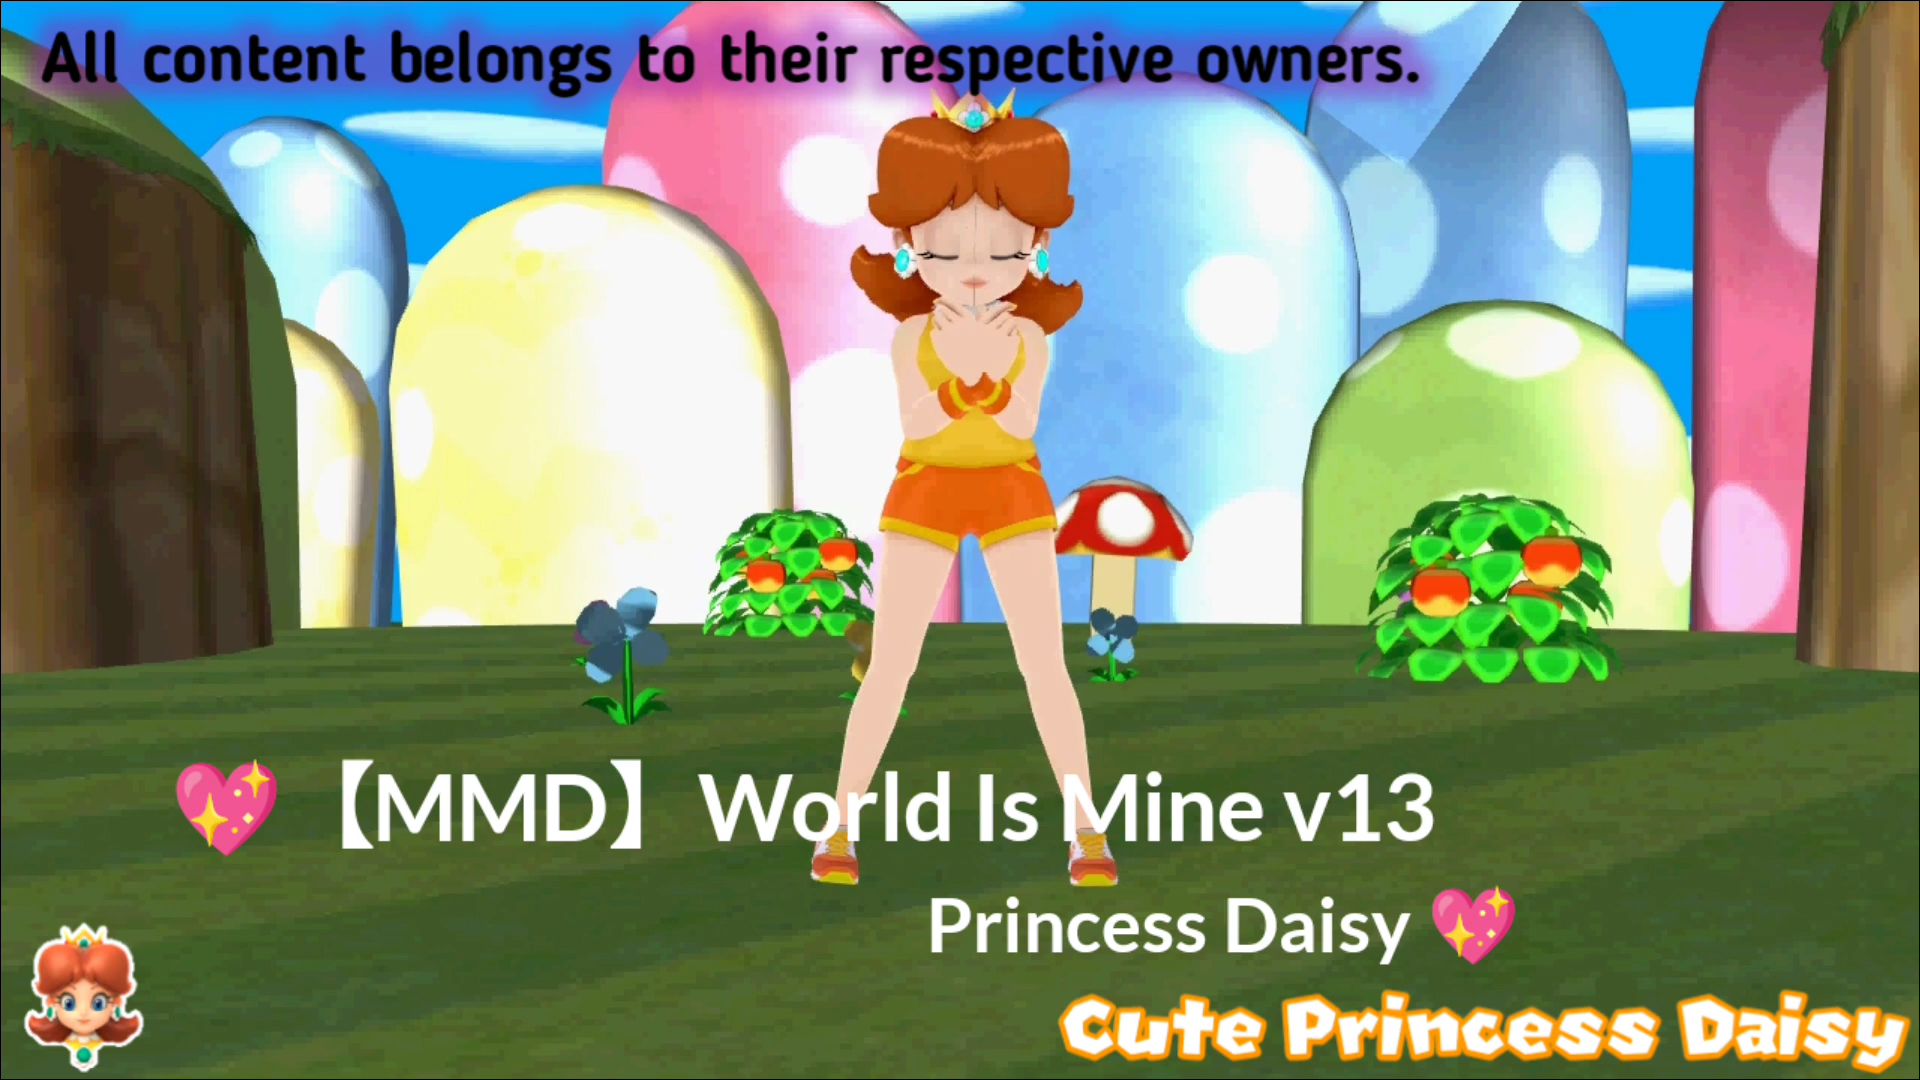 All content belongs to their respective owners.
💖 【MMD】 World Is Mine v13
Princess Daisy 💖
Cute Princess Daisy